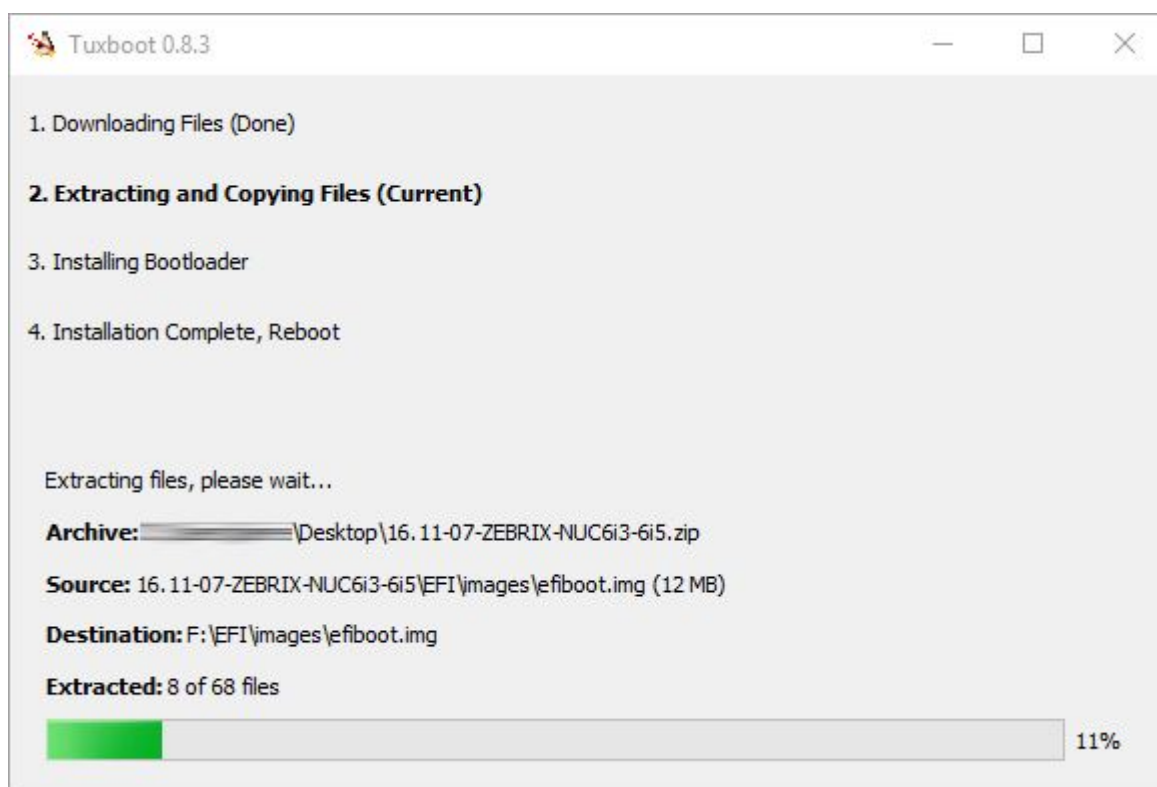 Tuxboot 0.8.3
1. Downloading Files (Done)
2. Extracting and Copying Files (Current)
3. Installing Bootloader
4. Installation Complete, Reboot
Extracting files, please wait...
Archive: \Desktop\16.11-07-ZEBRIX-NUC6i3-6i5.zip
Source: 16.11-07-ZEBRIX-NUC6i3-6i5\EFI\images\efiboot.img (12 MB)
Destination: F:\EFI\images\efiboot.img
Extracted: 8 of 68 files
11%